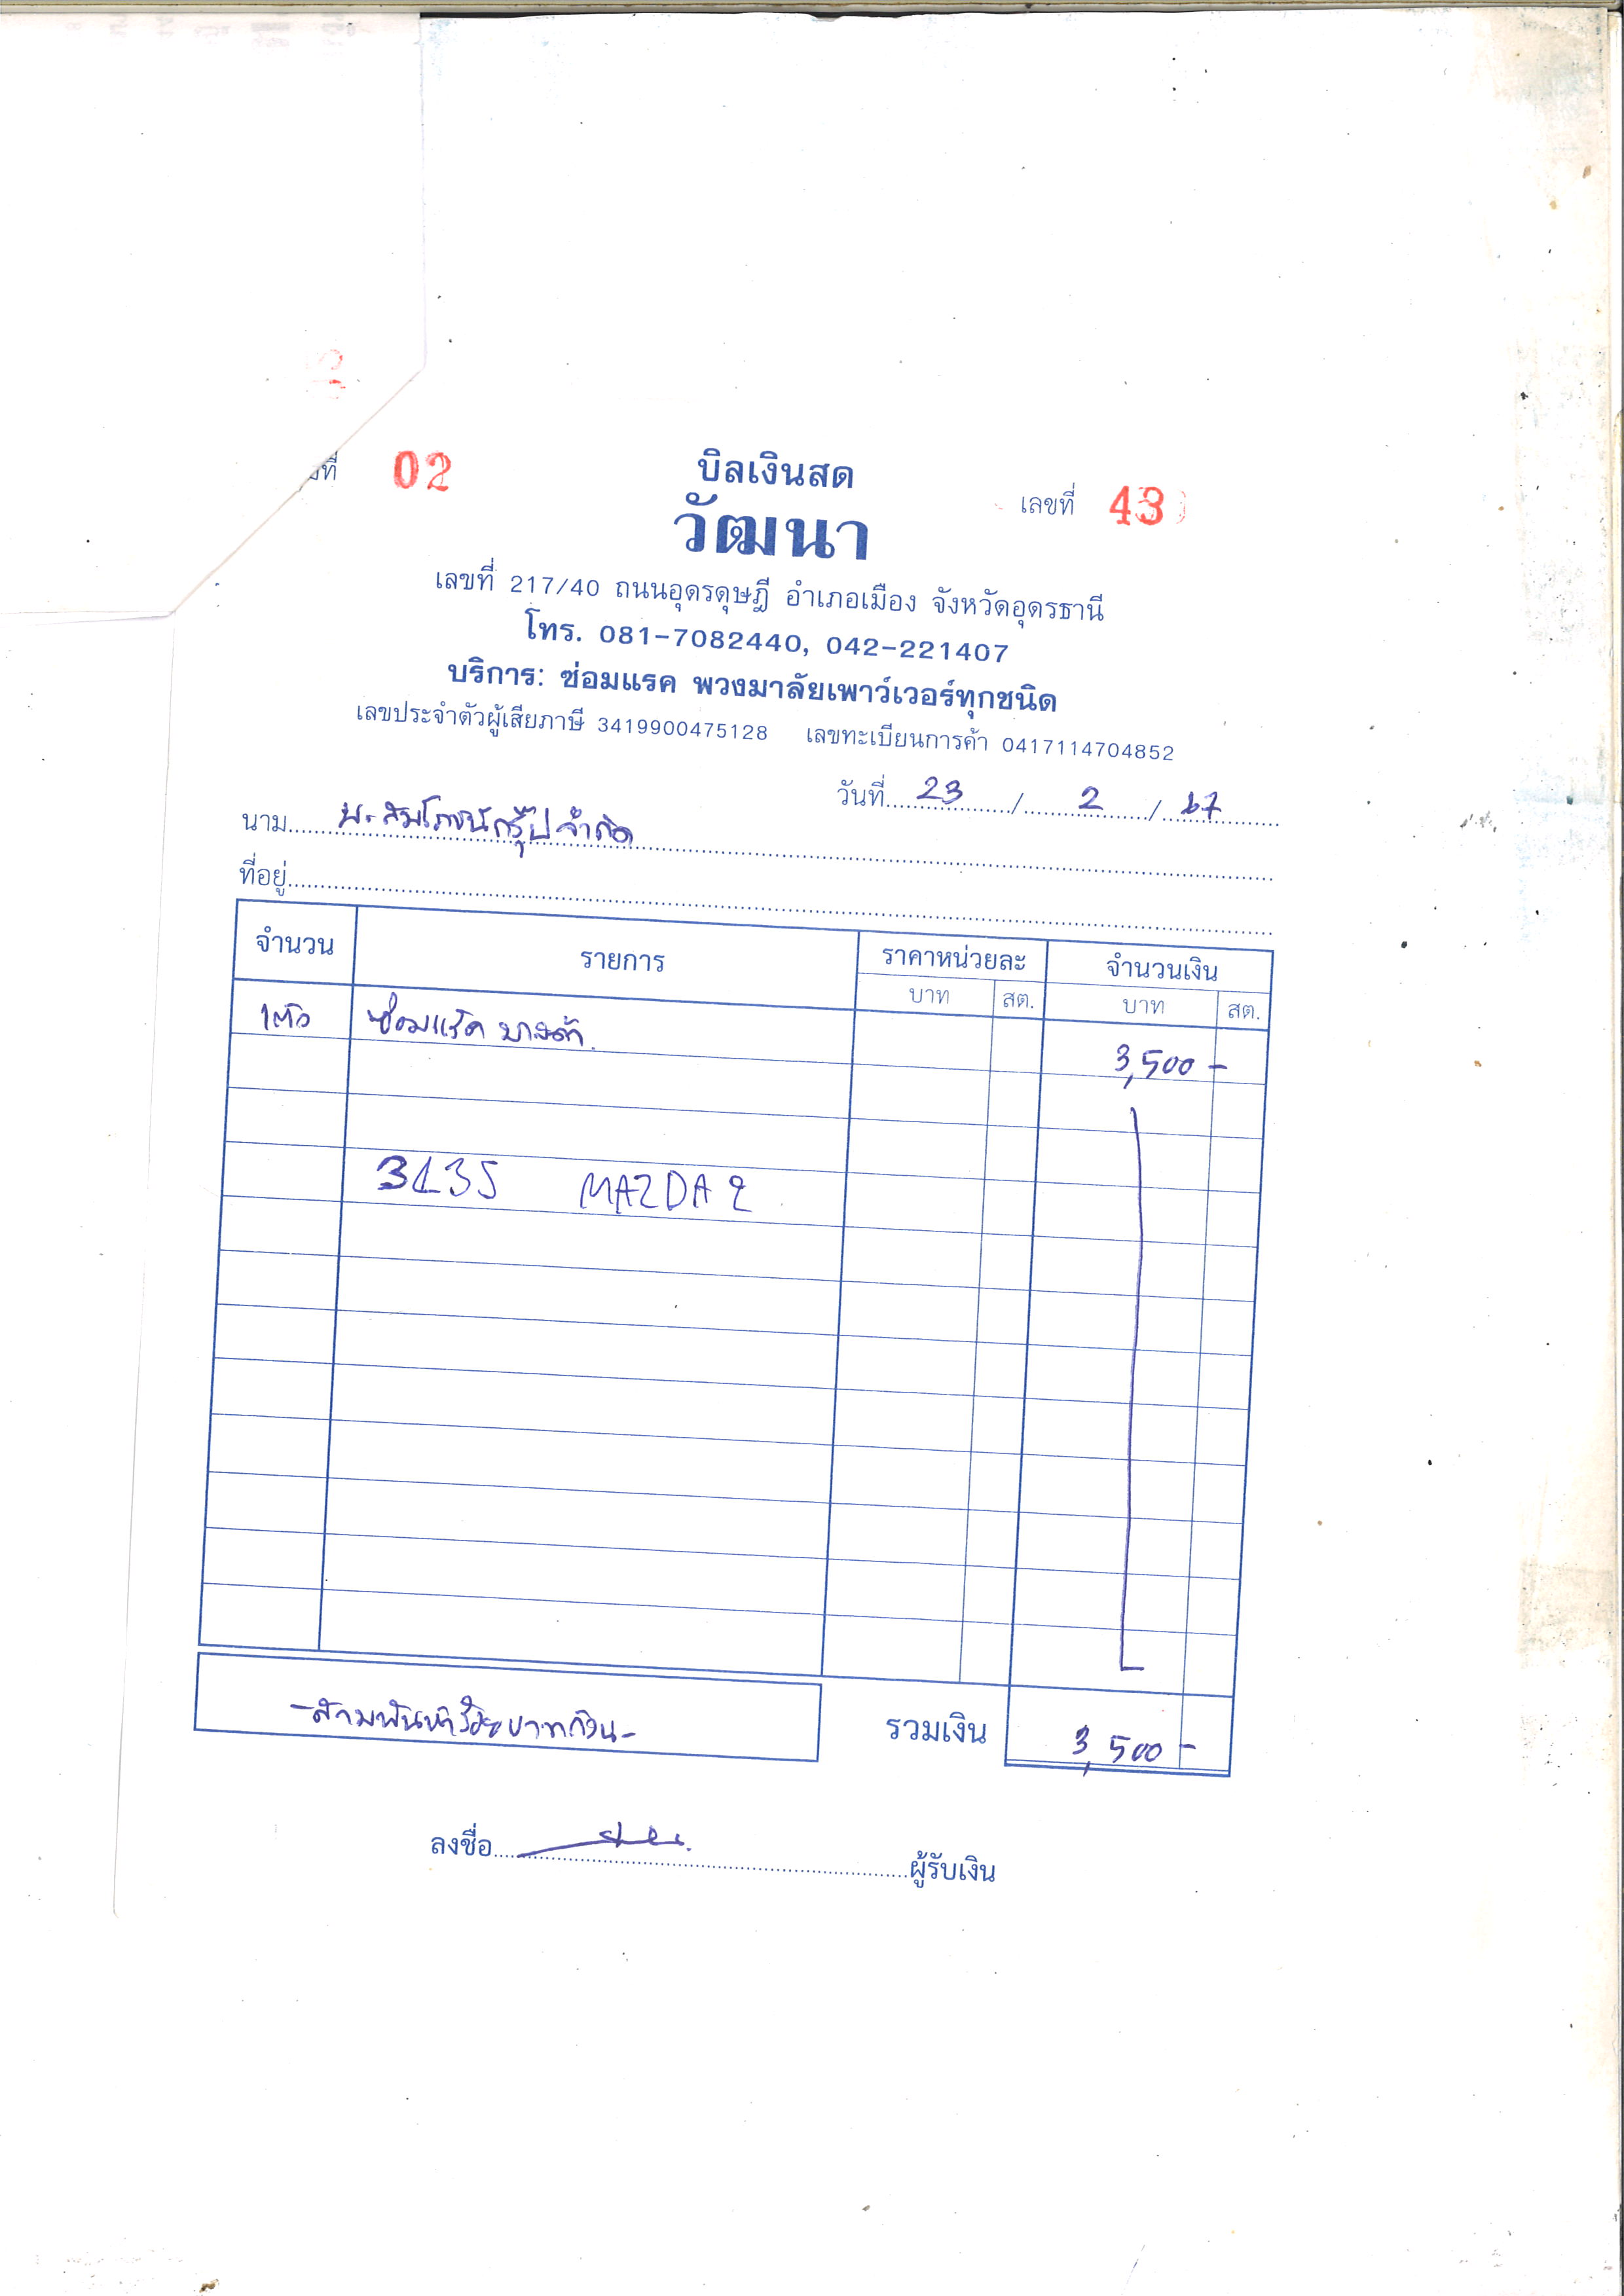 ที่ 02
บิลเงินสด
เลขที่ 43
วัฒนา
เลขที่ 217/40 ถนนอุดรดุษฎี อำเภอเมือง จังหวัดอุดรธานี
โทร. 081-7082440, 042-221407
บริการ: ซ่อมแรค พวงมาลัยเพาว์เวอร์ทุกชนิด
เลขประจำตัวผู้เสียภาษี 3419900475128 เลขทะเบียนการค้า 0417114704852
วันที่ 23 / 2 / 67
นาม บ. สมโภชน์กรุ๊ป จำกัด
ที่อยู่
จำนวน รายการ ราคาหน่วยละ จำนวนเงิน
บาท สต. บาท สต.
1ตัว ซ่อมแร็ค มาสด้า 3,500 -
3135 MAZDA 2
-สามพันห้าร้อยบาทถ้วน- รวมเงิน 3,500 -
ลงชื่อ ผู้รับเงิน